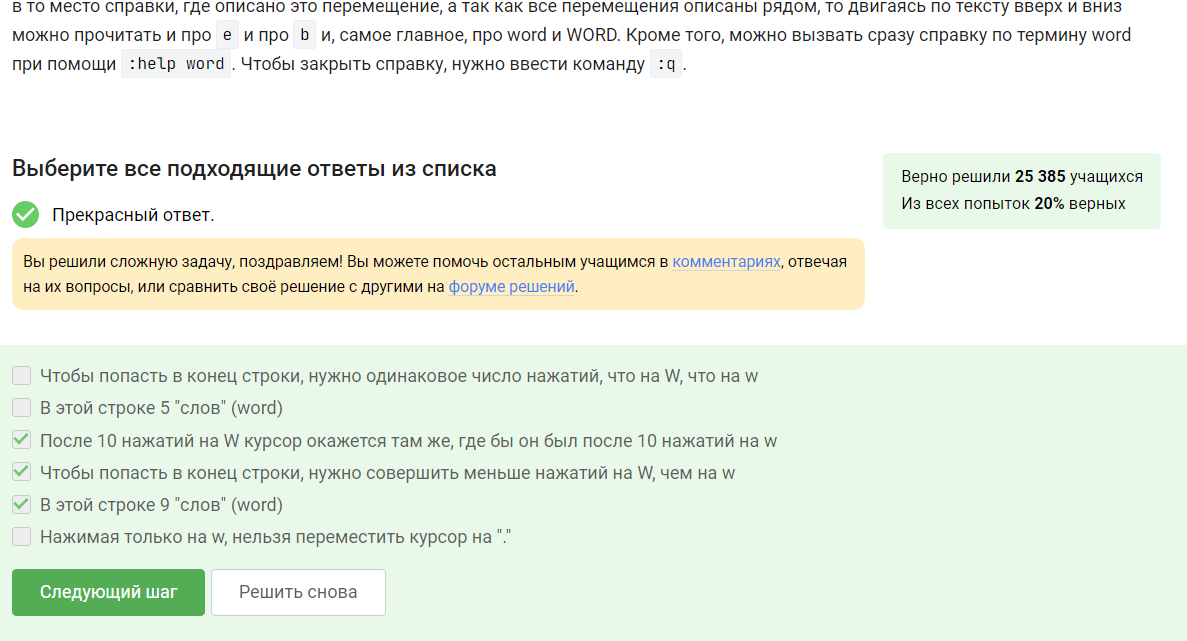 в то место справки, где описано это перемещение, а так как все перемещения описаны рядом, то двигаясь по тексту вверх и вниз
можно прочитать и про e и про b и, самое главное, про word и WORD. Кроме того, можно вызвать сразу справку по термину word
при помощи :help word. Чтобы закрыть справку, нужно ввести команду :q.
Выберите все подходящие ответы из списка
Верно решили 25 385 учащихся
Из всех попыток 20% верных
Прекрасный ответ.
Вы решили сложную задачу, поздравляем! Вы можете помочь остальным учащимся в комментариях, отвечая
на их вопросы, или сравнить своё решение с другими на форуме решений.
Чтобы попасть в конец строки, нужно одинаковое число нажатий, что на W, что на w
В этой строке 5 "слов" (word)
После 10 нажатий на W курсор окажется там же, где бы он был после 10 нажатий на w
Чтобы попасть в конец строки, нужно совершить меньше нажатий на W, чем на w
В этой строке 9 "слов" (word)
Нажимая только на w, нельзя переместить курсор на "."
Следующий шаг
Решить снова